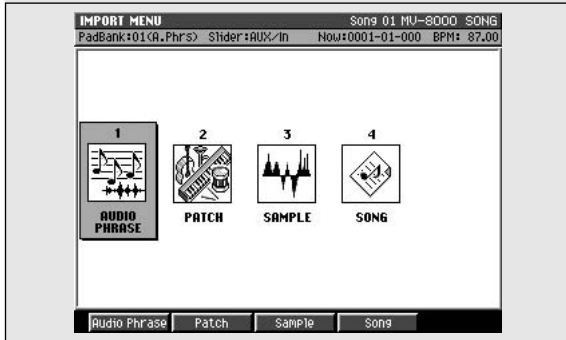 IMPORT MENU Song 01 MV-8000 SONG
PadBank:01(A.Phrs) Slider:AUX/In Now:0001-01-000 BPM: 87.00
1 2 3 4
AUDIO PHRASE PATCH SAMPLE SONG
Audio Phrase Patch Sample Song